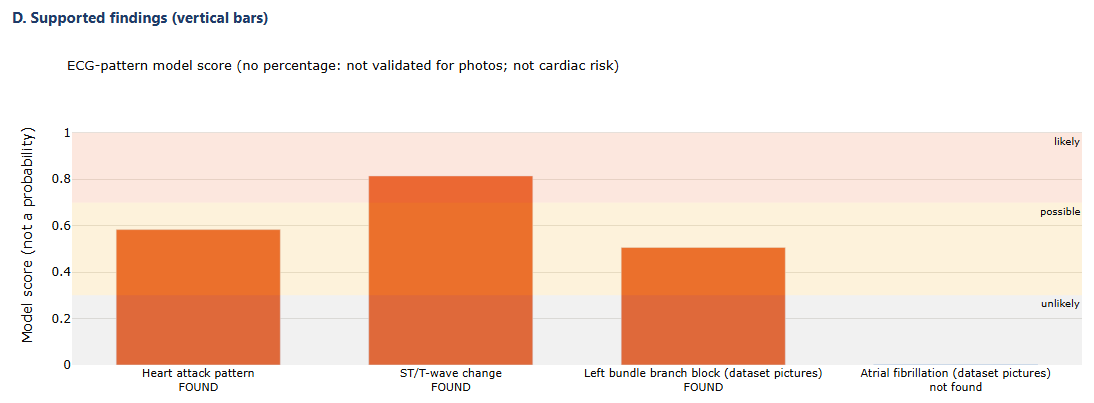 D. Supported findings (vertical bars)
ECG-pattern model score (no percentage: not validated for photos; not cardiac risk)
Model score (not a probability)
1
0.8
0.6
0.4
0.2
0
likely
possible
unlikely
Heart attack pattern
FOUND
ST/T-wave change
FOUND
Left bundle branch block (dataset pictures)
FOUND
Atrial fibrillation (dataset pictures)
not found